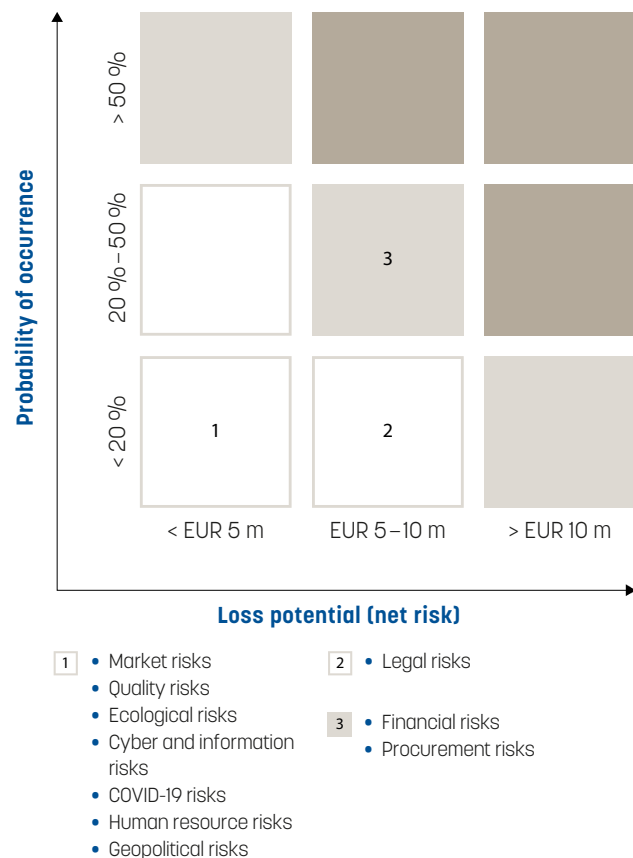 Probability of occurrence
> 50 %
20 %–50 %
3
< 20 %
1
2
< EUR 5 m
EUR 5–10 m
> EUR 10 m
Loss potential (net risk)
1
• Market risks
• Quality risks
• Ecological risks
• Cyber and information
risks
• COVID-19 risks
• Human resource risks
• Geopolitical risks
2
• Legal risks
3
• Financial risks
• Procurement risks